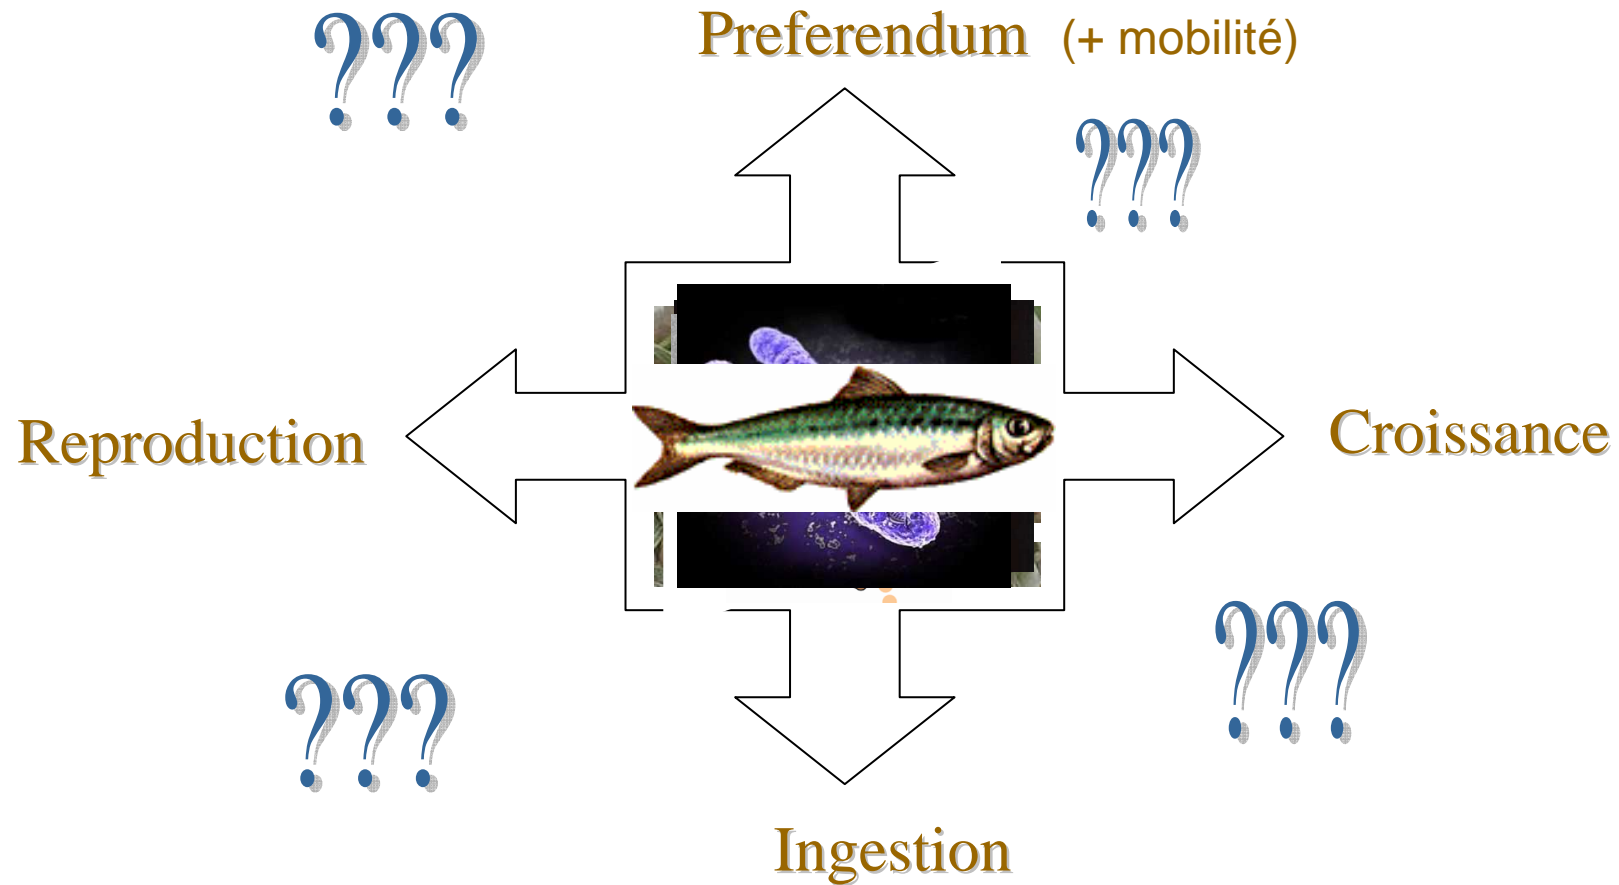 ???
Preferendum (+ mobilité)
???
Reproduction
Croissance
???
???
Ingestion